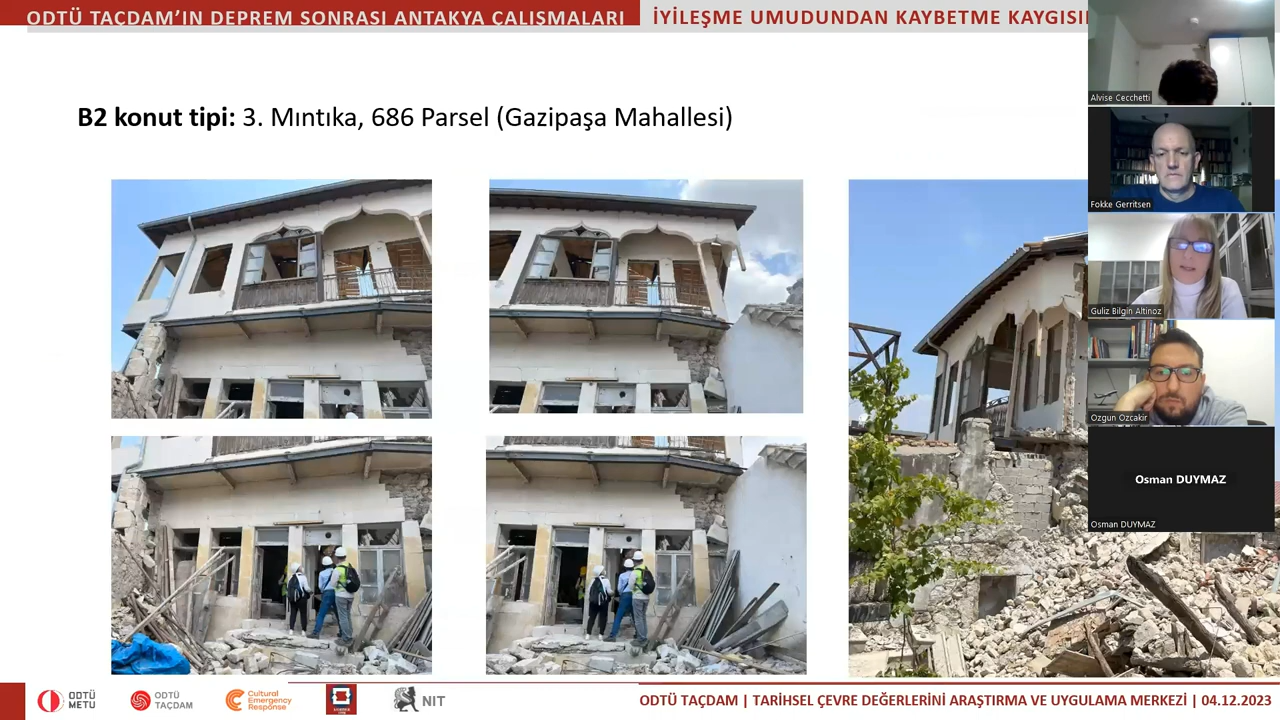 ODTÜ TAÇDAM'IN DEPREM SONRASI ANTAKYA ÇALIŞMALARI
İYİLEŞME UMUDUNDAN KAYBETME
Alvise Cecchetti
B2 konut tipi: 3. Mıntıka, 686 Parsel (Gazipaşa Mahallesi)
Fokke Gerritsen
Guliz Bilgin Altinoz
Ozgun Ozcakir
Osman DUYMAZ
Osman DUYMAZ
ODTÜ
METU
ODTÜ
TAÇDAM
Cultural
Emergency
Response
NIT
ODTÜ TAÇDAM | TARİHSEL ÇEVRE DEĞERLERİNİ ARAŞTIRMA VE UYGULAMA MERKEZİ | 04.12.2023